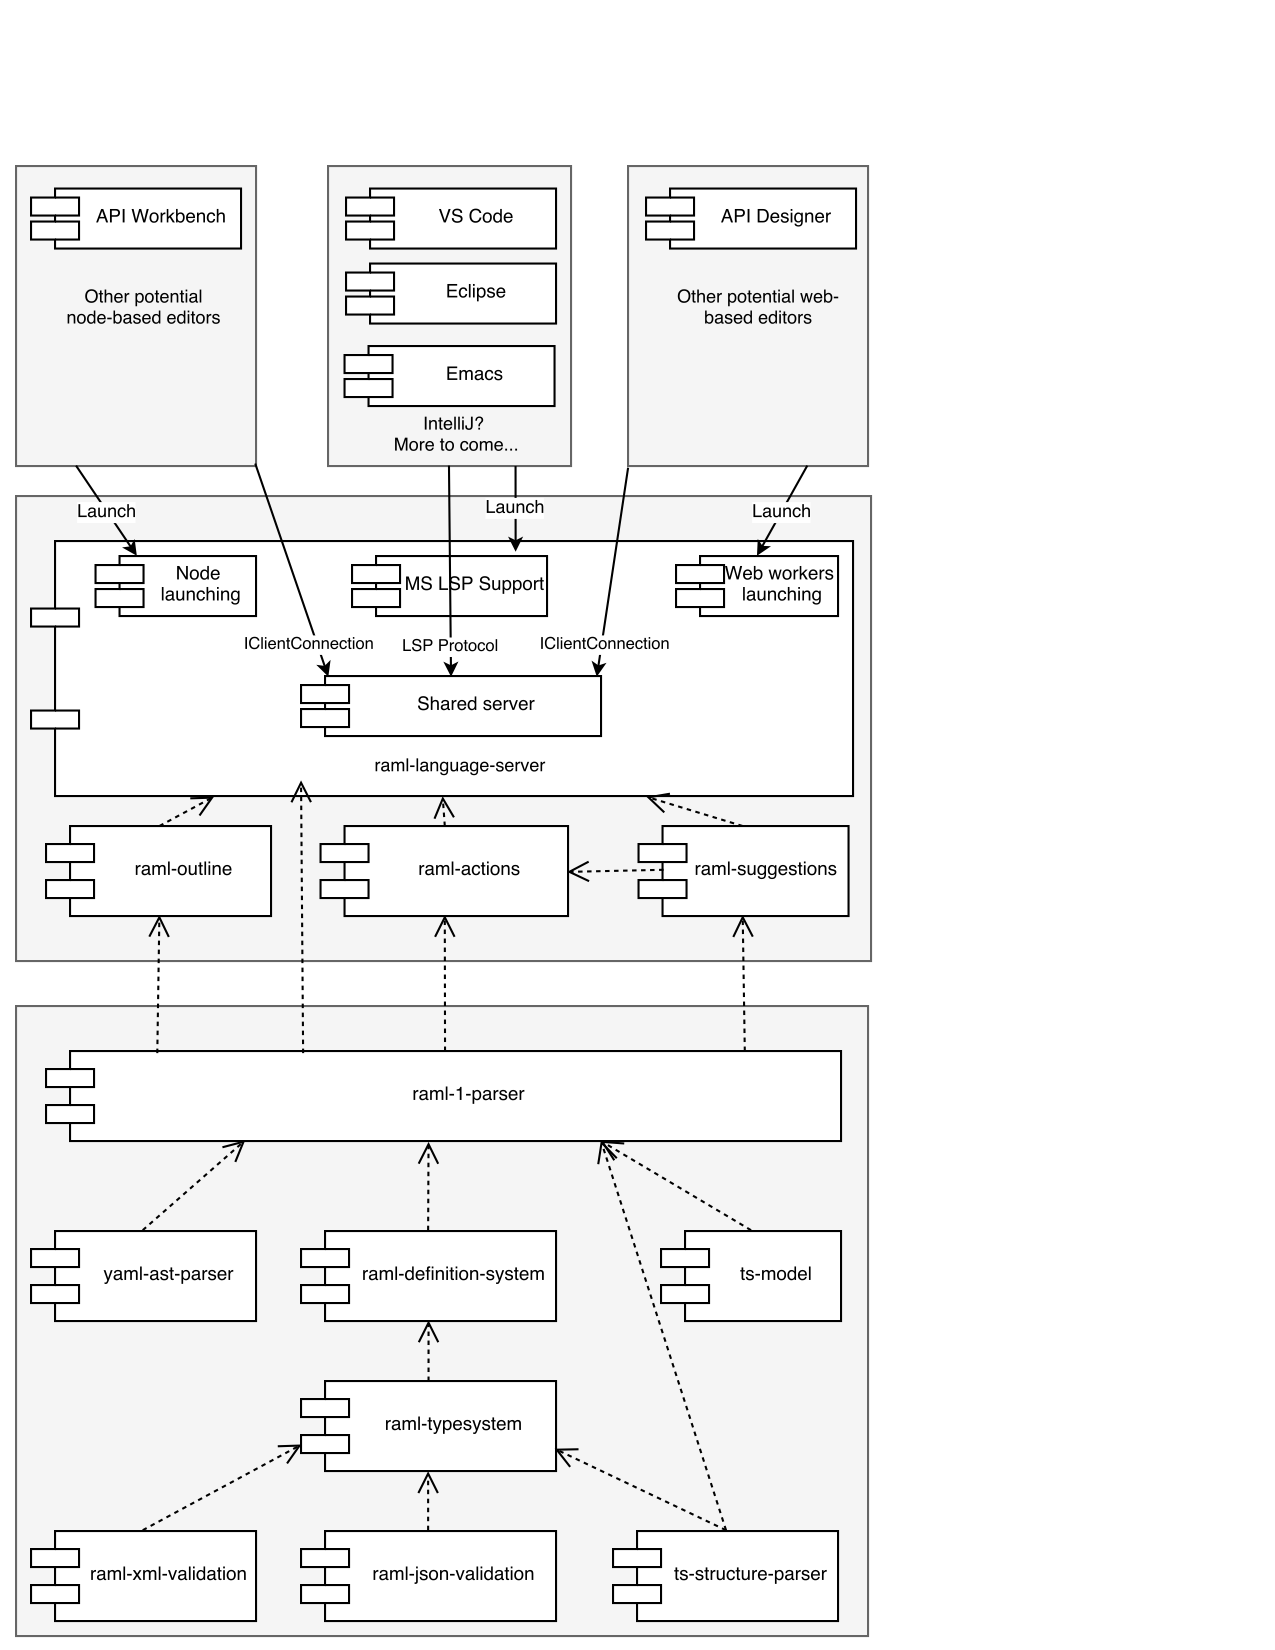 API Workbench
VS Code
API Designer
Eclipse
Other potential
node-based editors
Other potential web-
based editors
Emacs
IntelliJ?
More to come...
Launch
Launch
Launch
Node
launching
MS LSP Support
Web workers
launching
IClientConnection
LSP Protocol
IClientConnection
Shared server
raml-language-server
raml-outline
raml-actions
raml-suggestions
raml-1-parser
yaml-ast-parser
raml-definition-system
ts-model
raml-typesystem
raml-xml-validation
raml-json-validation
ts-structure-parser